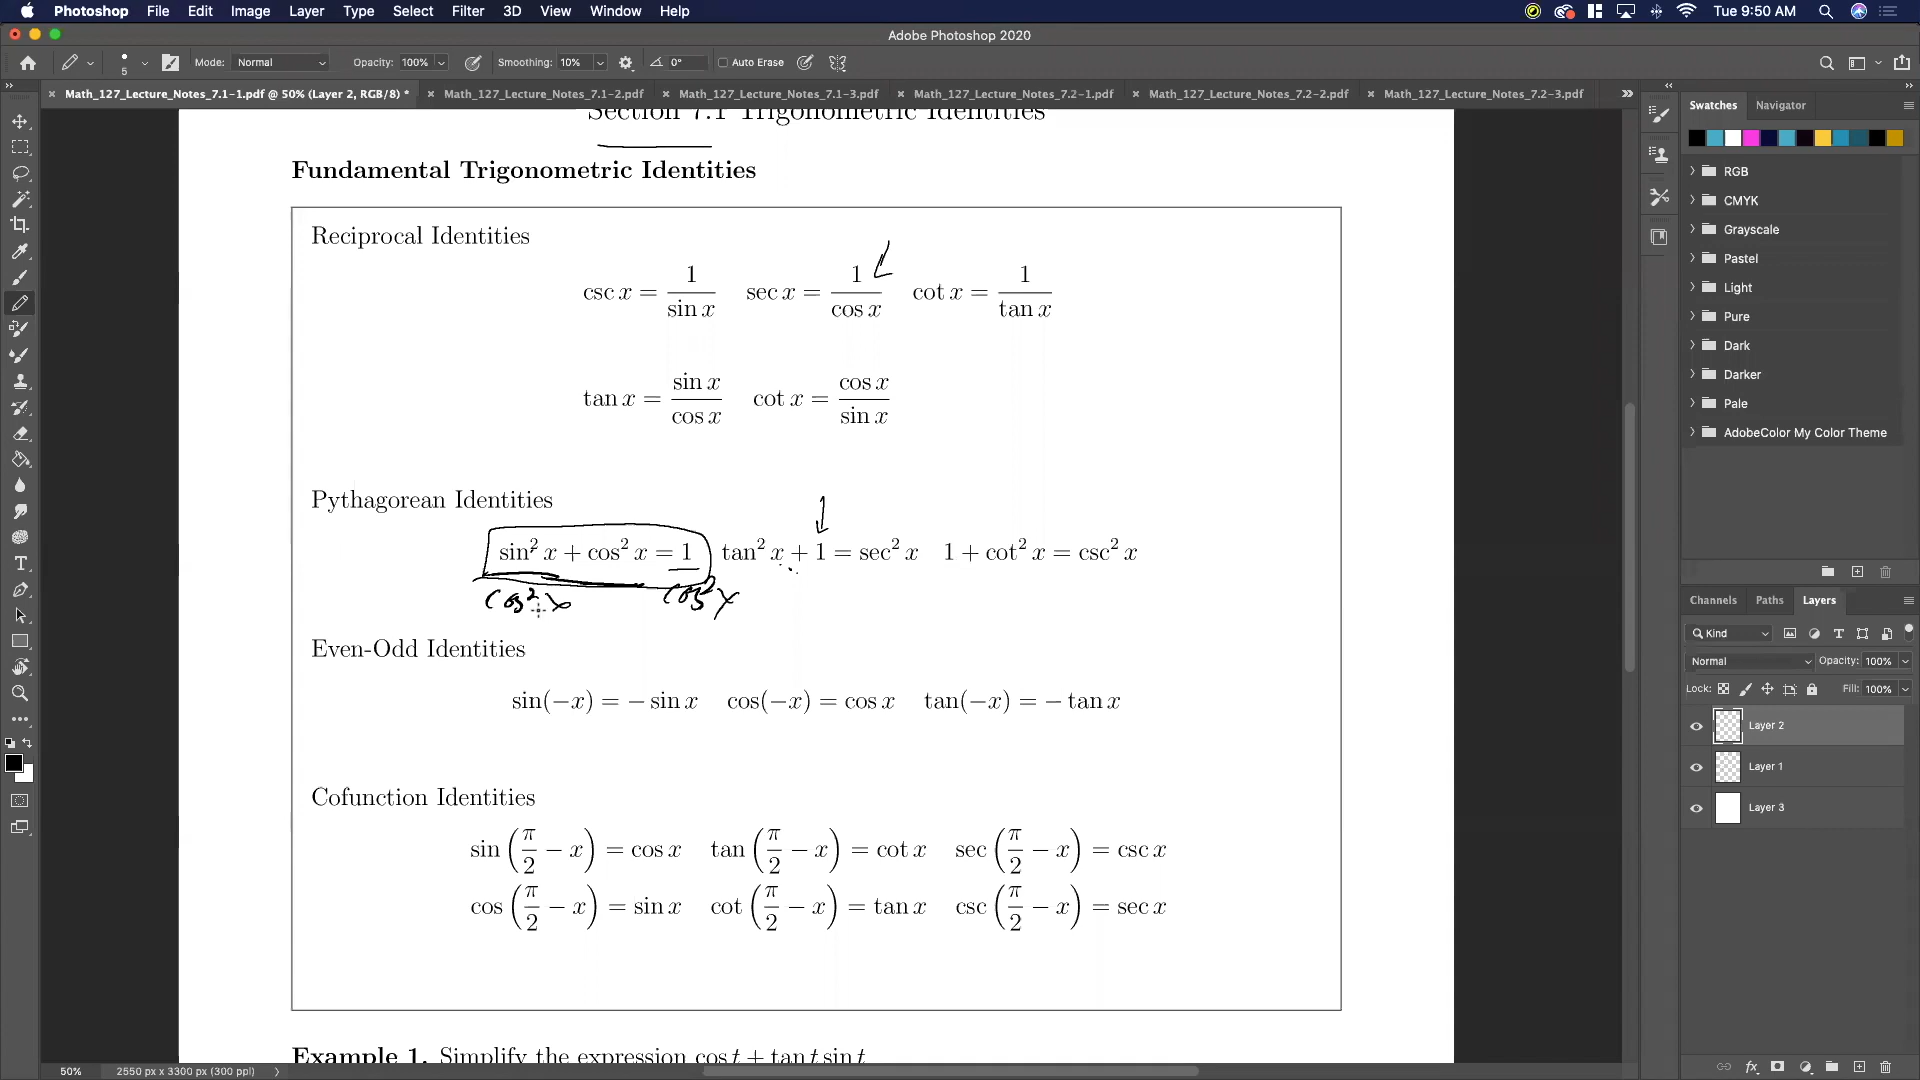 Photoshop File Edit Image Layer Type Select Filter 3D View Window Help Tue 9:50 AM
Adobe Photoshop 2020
5 Mode: Normal Opacity: 100% Smoothing: 10% 0° Auto Erase
Math_127_Lecture_Notes_7.1-1.pdf @ 50% (Layer 2, RGB/8) * Math_127_Lecture_Notes_7.1-2.pdf Math_127_Lecture_Notes_7.1-3.pdf Math_127_Lecture_Notes_7.2-1.pdf Math_127_Lecture_Notes_7.2-2.pdf Math_127_Lecture_Notes_7.2-3.pdf
Section 7.1 Trigonometric Identities
Fundamental Trigonometric Identities
Reciprocal Identities
csc x = 1/sin x sec x = 1/cos x cot x = 1/tan x
tan x = sin x/cos x cot x = cos x/sin x
Pythagorean Identities
sin² x + cos² x = 1 tan² x + 1 = sec² x 1 + cot² x = csc² x
cos² x cos² x
Even-Odd Identities
sin(−x) = − sin x cos(−x) = cos x tan(−x) = − tan x
Cofunction Identities
sin (π/2 − x) = cos x tan (π/2 − x) = cot x sec (π/2 − x) = csc x
cos (π/2 − x) = sin x cot (π/2 − x) = tan x csc (π/2 − x) = sec x
Example 1. Simplify the expression cos t + tan t sin t
50% 2550 px x 3300 px (300 ppi)
Swatches Navigator
RGB
CMYK
Grayscale
Pastel
Light
Pure
Dark
Darker
Pale
AdobeColor My Color Theme
Channels Paths Layers
Kind
Normal Opacity: 100%
Lock: Fill: 100%
Layer 2
Layer 1
Layer 3